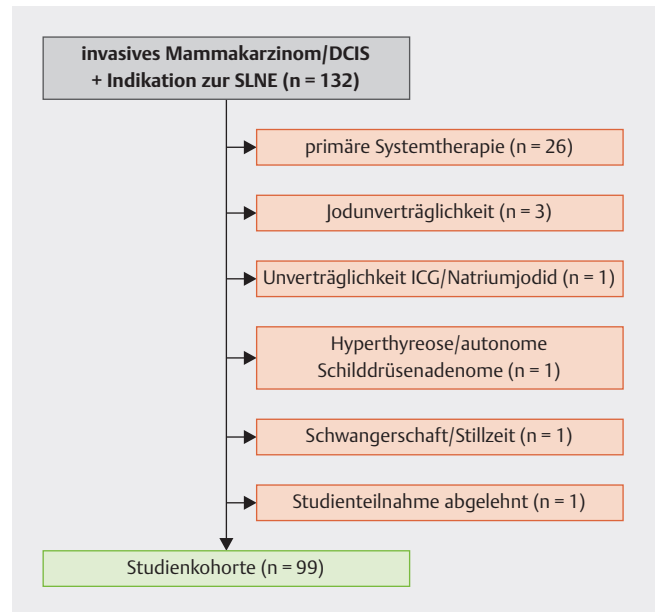 invasives Mammakarzinom/DCIS
+ Indikation zur SLNE (n = 132)
primäre Systemtherapie (n = 26)
Jodunverträglichkeit (n = 3)
Unverträglichkeit ICG/Natriumjodid (n = 1)
Hyperthyreose/autonome
Schilddrüsenadenome (n = 1)
Schwangerschaft/Stillzeit (n = 1)
Studienteilnahme abgelehnt (n = 1)
Studienkohorte (n = 99)